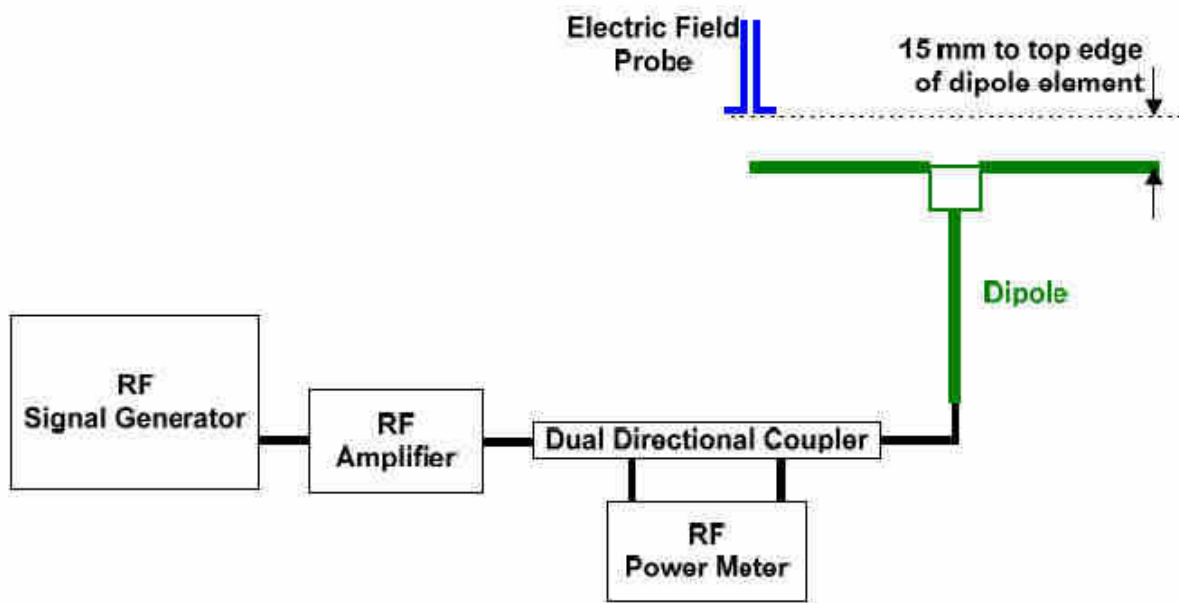 Electric Field
Probe
15 mm to top edge
of dipole element
Dipole
RF
Signal Generator
RF
Amplifier
Dual Directional Coupler
RF
Power Meter